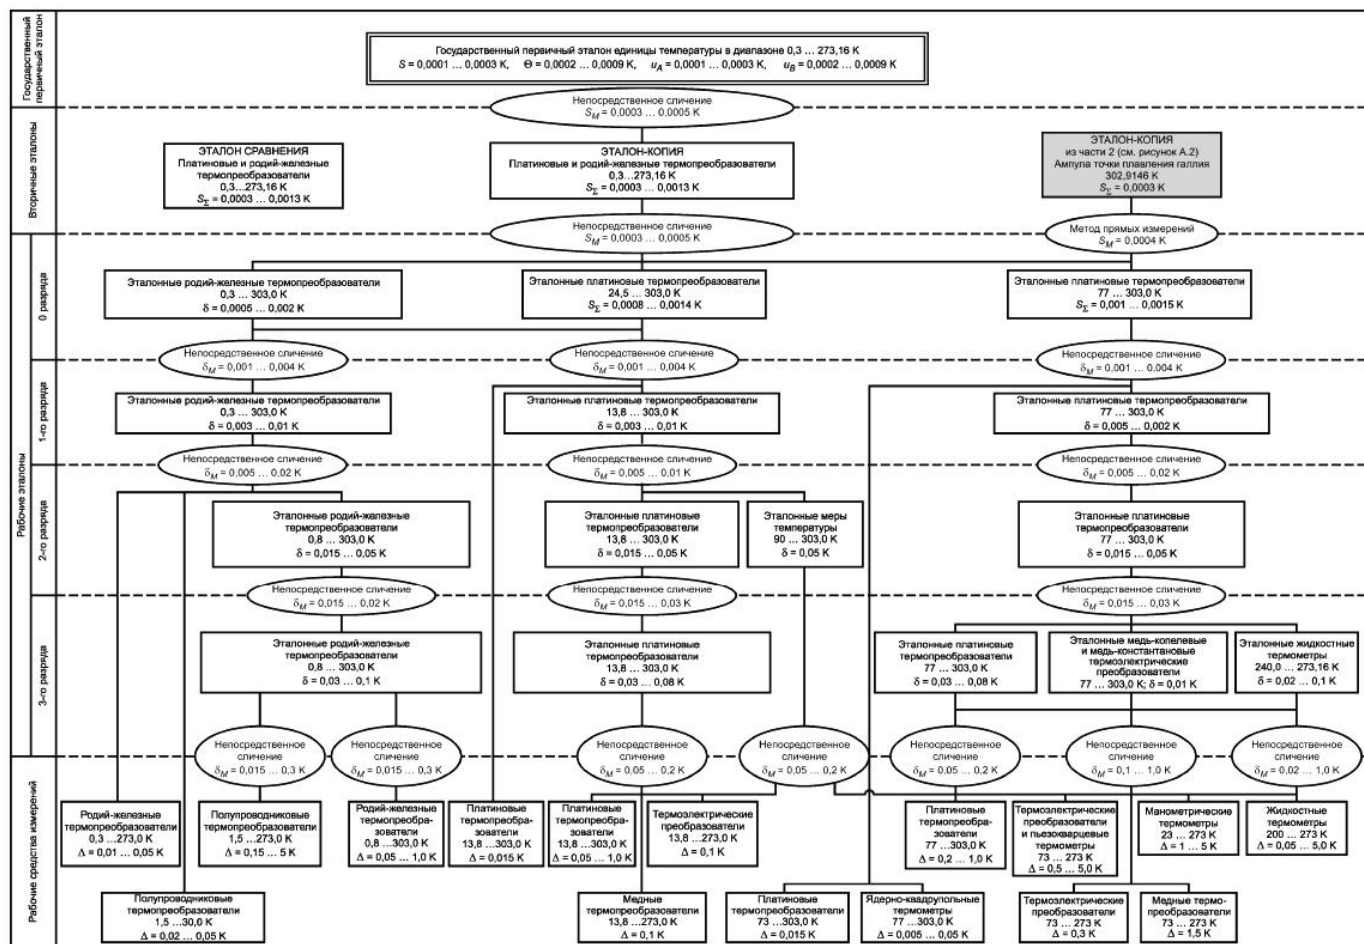 Государственный
первичный эталон
Государственный первичный эталон единицы температуры в диапазоне 0,3 ... 273,16 K
S = 0,0001 ... 0,0003 K, Θ = 0,0002 ... 0,0009 K, u_A = 0,0001 ... 0,0003 K, u_B = 0,0002 ... 0,0009 K
Непосредственное сличение
S_M = 0,0003 ... 0,0005 K
Вторичные эталоны
ЭТАЛОН СРАВНЕНИЯ
Платиновые и родий-железные
термопреобразователи
0,3...273,16 K
S_Σ = 0,0003 ... 0,0013 K
ЭТАЛОН-КОПИЯ
Платиновые и родий-железные термопреобразователи
0,3...273,16 K
S_Σ = 0,0003 ... 0,0013 K
ЭТАЛОН-КОПИЯ
из части 2 (см. рисунок А.2)
Ампула точки плавления галлия
302,9146 K
S_Σ = 0,0003 K
Непосредственное сличение
S_M = 0,0003 ... 0,0005 K
Метод прямых измерений
S_M = 0,0004 K
Рабочие эталоны
0 разряда
Эталонные родий-железные термопреобразователи
0,3 ... 303,0 K
δ = 0,0005 ... 0,002 K
Эталонные платиновые термопреобразователи
24,5 ... 303,0 K
S_Σ = 0,0008 ... 0,0014 K
Эталонные платиновые термопреобразователи
77 ... 303,0 K
S_Σ = 0,001 ... 0,0015 K
Непосредственное сличение
δ_M = 0,001 ... 0,004 K
Непосредственное сличение
δ_M = 0,001 ... 0,004 K
Непосредственное сличение
δ_M = 0,001 ... 0,004 K
1-го разряда
Эталонные родий-железные термопреобразователи
0,3 ... 303,0 K
δ = 0,003 ... 0,01 K
Эталонные платиновые термопреобразователи
13,8 ... 303,0 K
δ = 0,003 ... 0,01 K
Эталонные платиновые термопреобразователи
77 ... 303,0 K
δ = 0,005 ... 0,002 K
Непосредственное сличение
δ_M = 0,005 ... 0,02 K
Непосредственное сличение
δ_M = 0,005 ... 0,01 K
Непосредственное сличение
δ_M = 0,005 ... 0,02 K
2-го разряда
Эталонные родий-железные
термопреобразователи
0,8 ... 303,0 K
δ = 0,015 ... 0,05 K
Эталонные платиновые
термопреобразователи
13,8 ... 303,0 K
δ = 0,015 ... 0,05 K
Эталонные меры
температуры
90 ... 303,0 K
δ = 0,05 K
Эталонные платиновые
термопреобразователи
77 ... 303,0 K
δ = 0,015 ... 0,05 K
Непосредственное сличение
δ_M = 0,015 ... 0,02 K
Непосредственное сличение
δ_M = 0,015 ... 0,03 K
Непосредственное сличение
δ_M = 0,015 ... 0,03 K
3-го разряда
Эталонные родий-железные
термопреобразователи
0,8 ... 303,0 K
δ = 0,03 ... 0,1 K
Эталонные платиновые
термопреобразователи
13,8 ... 303,0 K
δ = 0,03 ... 0,08 K
Эталонные платиновые
термопреобразователи
77 ... 303,0 K
δ = 0,03 ... 0,08 K
Эталонные медь-копелевые
и медь-константановые
термоэлектрические
преобразователи
77 ... 303,0 K; δ = 0,01 K
Эталонные жидкостные
термометры
240,0 ... 273,16 K
δ = 0,02 ... 0,1 K
Непосредственное
сличение
δ_M = 0,015 ... 0,3 K
Непосредственное
сличение
δ_M = 0,015 ... 0,3 K
Непосредственное
сличение
δ_M = 0,05 ... 0,2 K
Непосредственное
сличение
δ_M = 0,05 ... 0,2 K
Непосредственное
сличение
δ_M = 0,05 ... 0,2 K
Непосредственное
сличение
δ_M = 0,1 ... 1,0 K
Непосредственное
сличение
δ_M = 0,02 ... 1,0 K
Рабочие средства измерений
Родий-железные
термопреобразователи
0,3 ...273,0 K
Δ = 0,01 ... 0,05 K
Полупроводниковые
термопреобразователи
1,5 ...273,0 K
Δ = 0,15 ... 5 K
Родий-железные
термопреобра-
зователи
0,8 ...303,0 K
Δ = 0,05 ... 1,0 K
Платиновые
термопреобра-
зователи
13,8 ...303,0 K
Δ = 0,015 K
Платиновые
термопреобра-
зователи
13,8 ...303,0 K
Δ = 0,05 ... 1,0 K
Термоэлектрические
преобразователи
13,8 ...273,0 K
Δ = 0,1 K
Платиновые
термопреобра-
зователи
77 ...303,0 K
Δ = 0,2 ... 1,0 K
Термоэлектрические
преобразователи
и пьезокварцевые
термометры
73 ... 273 K
Δ = 0,5 ... 5,0 K
Манометрические
термометры
23 ... 273 K
Δ = 1 ... 5 K
Жидкостные
термометры
200 ... 273 K
Δ = 0,05 ... 5,0 K
Полупроводниковые
термопреобразователи
1,5 ...30,0 K
Δ = 0,02 ... 0,05 K
Медные
термопреобразователи
13,8 ...273,0 K
Δ = 0,1 K
Платиновые
термопреобразователи
73 ...303,0 K
Δ = 0,015 K
Ядерно-квадрупольные
термометры
77 ...303,0 K
Δ = 0,005 ... 0,05 K
Термоэлектрические
преобразователи
73 ... 273 K
Δ = 0,3 K
Медные термо-
преобразователи
73 ... 273 K
Δ = 1,5 K